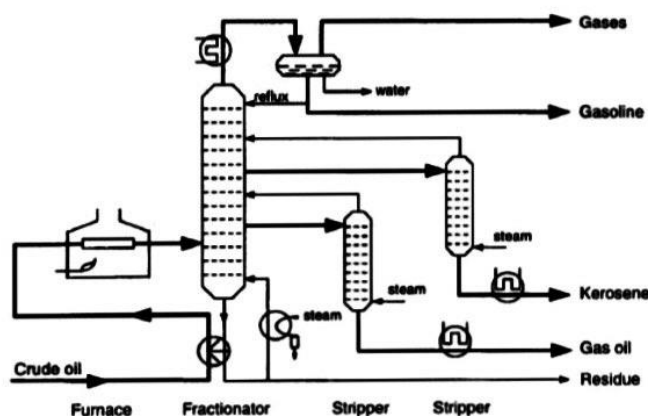 Gases
water
reflux
Gasoline
steam
steam
Kerosene
steam
Gas oil
Crude oil
Residue
Furnace Fractionator Stripper Stripper